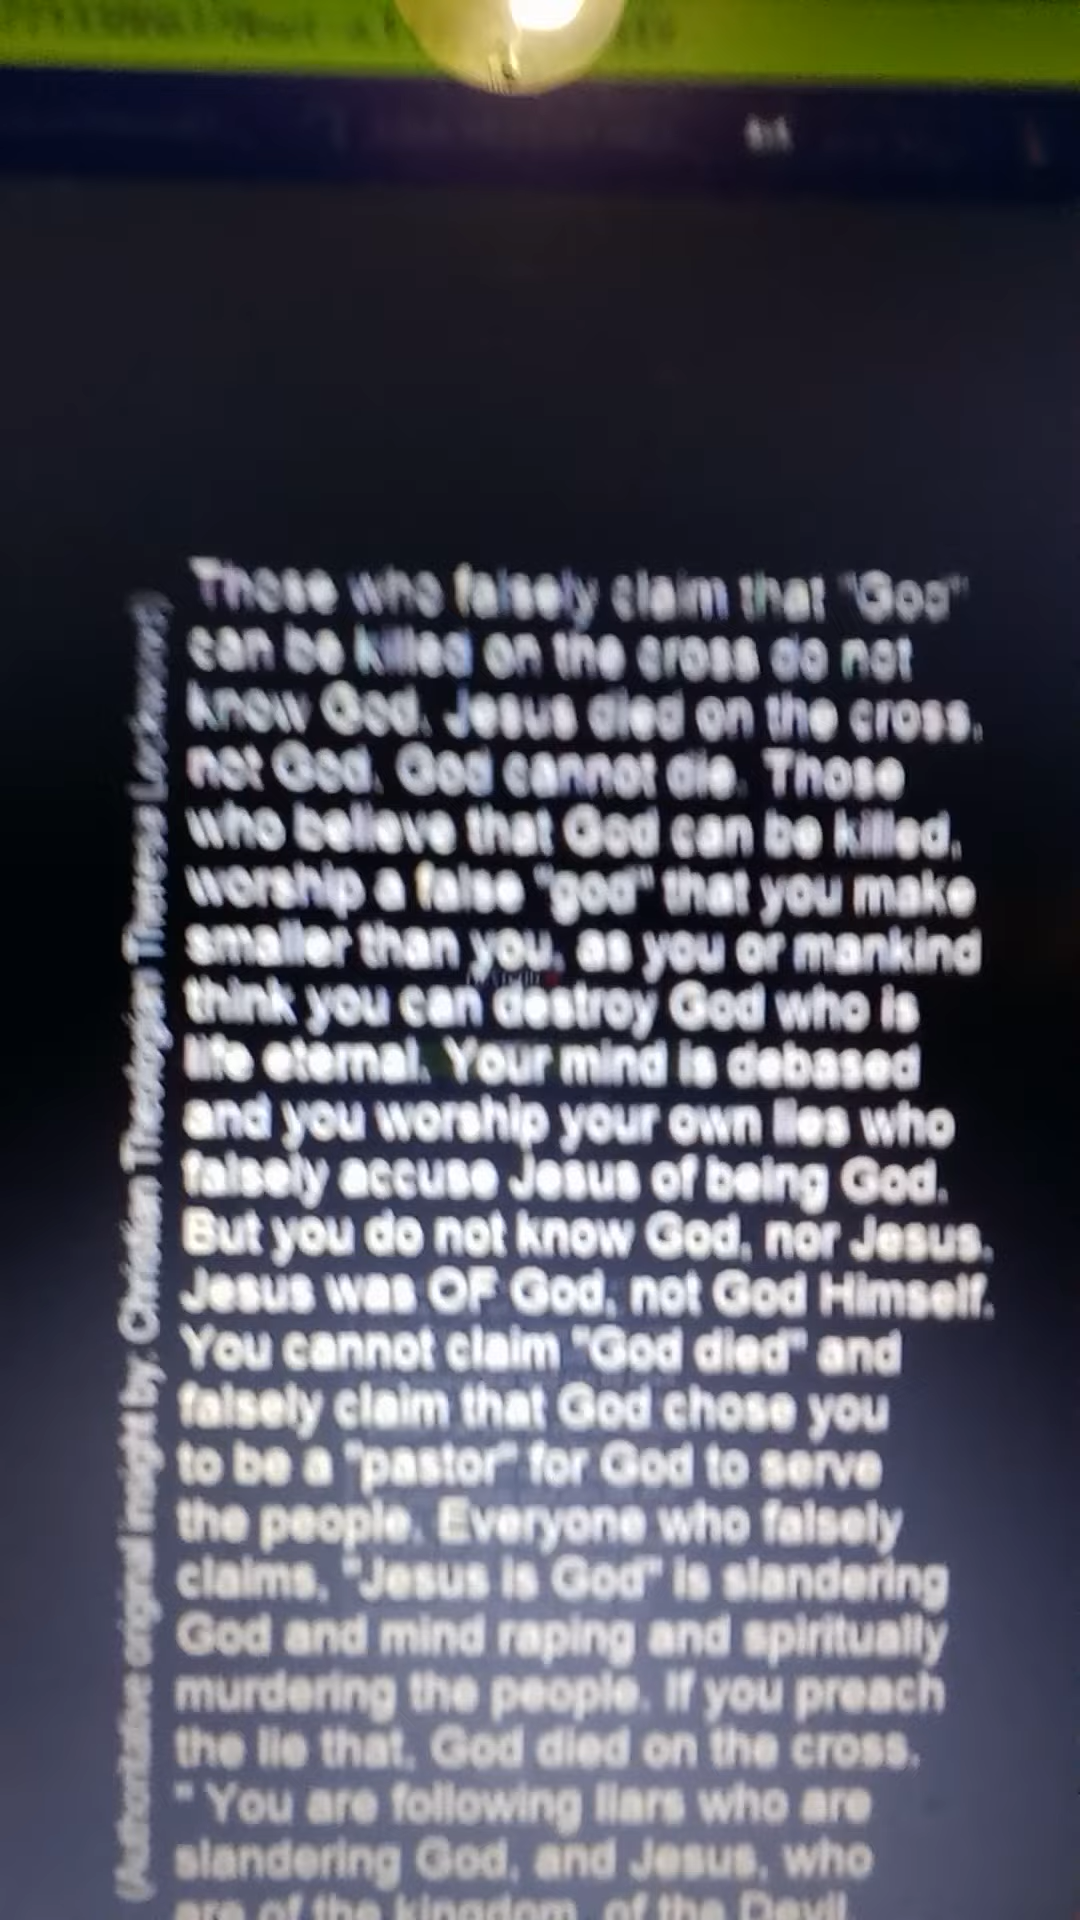 Those who falsely claim that "God"
can be killed on the cross do not
know God. Jesus died on the cross,
not God. God cannot die. Those
who believe that God can be killed,
worship a false "god" that you make
smaller than you, as you or mankind
think you can destroy God who is
life eternal. Your mind is debased
and you worship your own lies who
falsely accuse Jesus of being God.
But you do not know God, nor Jesus.
Jesus was OF God, not God Himself.
You cannot claim "God died" and
falsely claim that God chose you
to be a "pastor" for God to serve
the people. Everyone who falsely
claims, "Jesus is God" is slandering
God and mind raping and spiritually
murdering the people. If you preach
the lie that, God died on the cross.
" You are following liars who are
slandering God, and Jesus, who
are of the kingdom, of the Devil.
(Authoritative original insight by: Christian Theologian Theresa